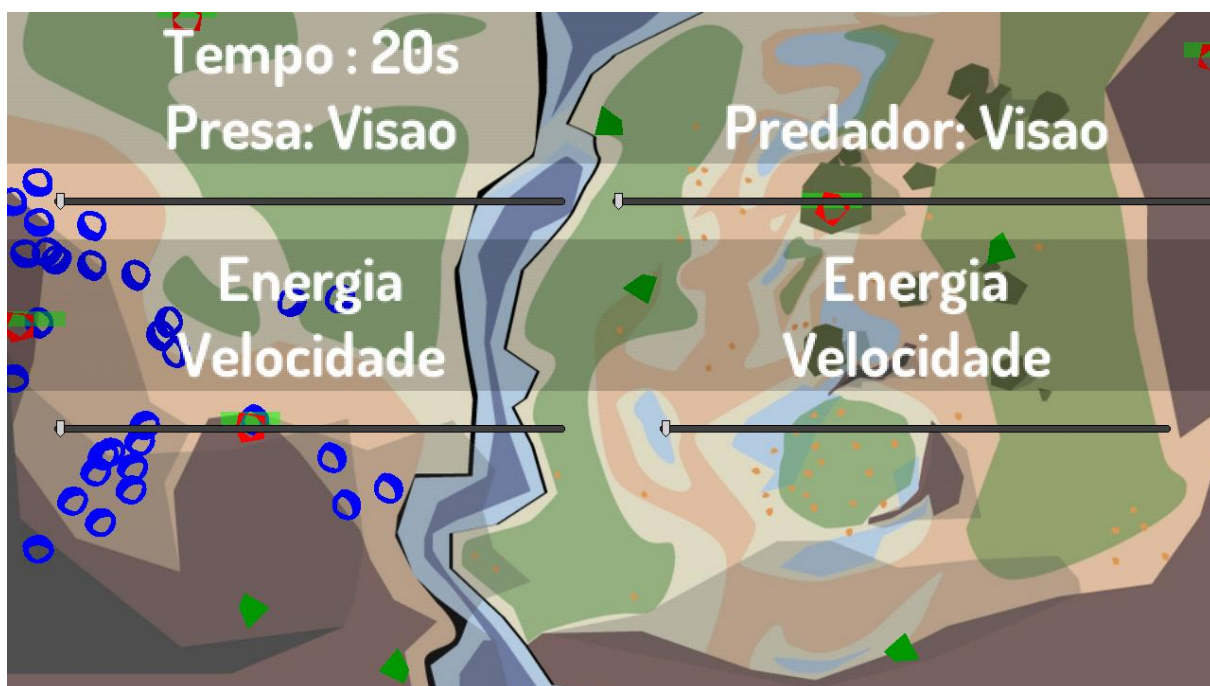 Tempo : 20s
Presa: Visao
Predador: Visao
Energia
Velocidade
Energia
Velocidade